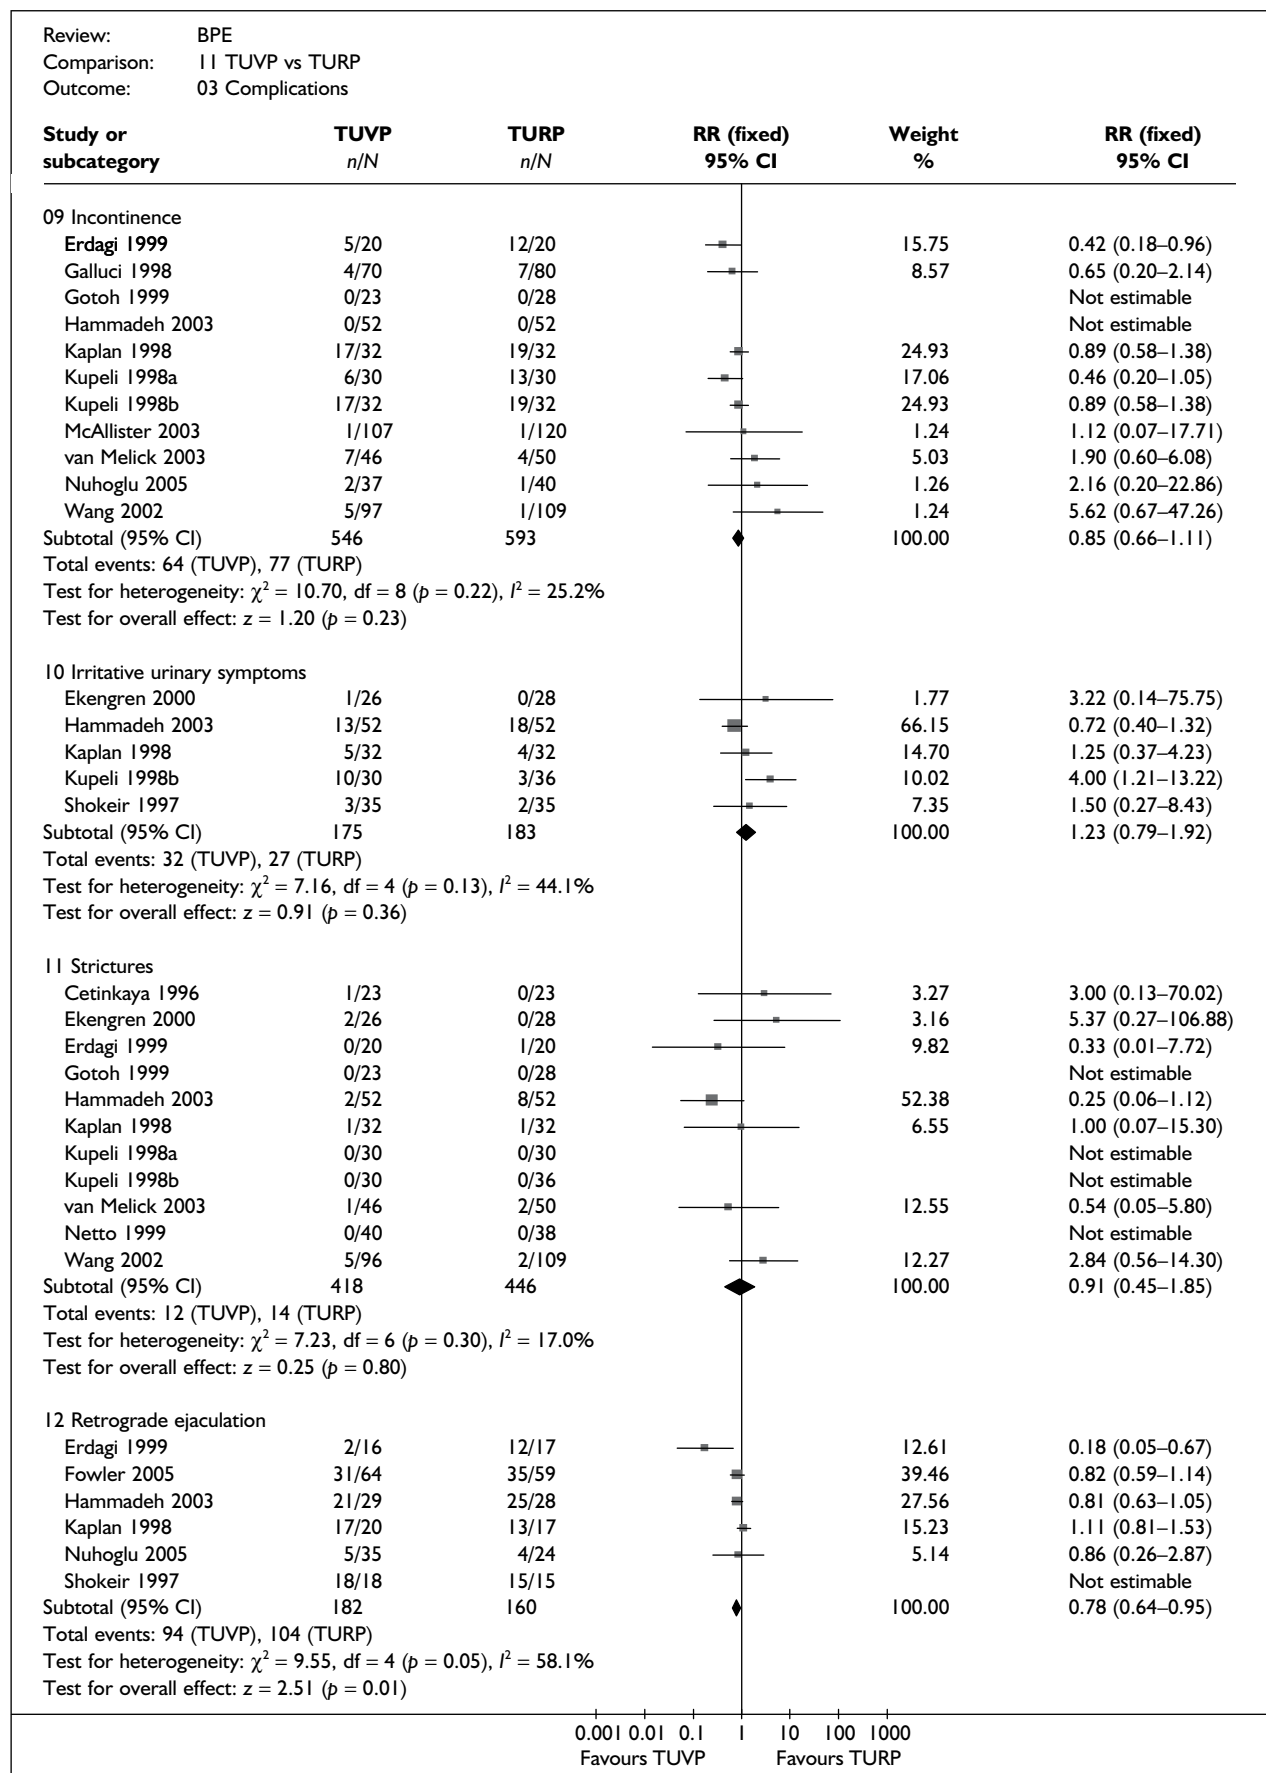 Review: BPE
Comparison: 11 TUVP vs TURP
Outcome: 03 Complications
Study or TUVP TURP RR (fixed) Weight RR (fixed)
subcategory n/N n/N 95% CI % 95% CI
09 Incontinence
Erdagi 1999 5/20 12/20 15.75 0.42 (0.18–0.96)
Galluci 1998 4/70 7/80 8.57 0.65 (0.20–2.14)
Gotoh 1999 0/23 0/28 Not estimable
Hammadeh 2003 0/52 0/52 Not estimable
Kaplan 1998 17/32 19/32 24.93 0.89 (0.58–1.38)
Kupeli 1998a 6/30 13/30 17.06 0.46 (0.20–1.05)
Kupeli 1998b 17/32 19/32 24.93 0.89 (0.58–1.38)
McAllister 2003 1/107 1/120 1.24 1.12 (0.07–17.71)
van Melick 2003 7/46 4/50 5.03 1.90 (0.60–6.08)
Nuhoglu 2005 2/37 1/40 1.26 2.16 (0.20–22.86)
Wang 2002 5/97 1/109 1.24 5.62 (0.67–47.26)
Subtotal (95% CI) 546 593 100.00 0.85 (0.66–1.11)
Total events: 64 (TUVP), 77 (TURP)
Test for heterogeneity: χ² = 10.70, df = 8 (p = 0.22), I² = 25.2%
Test for overall effect: z = 1.20 (p = 0.23)
10 Irritative urinary symptoms
Ekengren 2000 1/26 0/28 1.77 3.22 (0.14–75.75)
Hammadeh 2003 13/52 18/52 66.15 0.72 (0.40–1.32)
Kaplan 1998 5/32 4/32 14.70 1.25 (0.37–4.23)
Kupeli 1998b 10/30 3/36 10.02 4.00 (1.21–13.22)
Shokeir 1997 3/35 2/35 7.35 1.50 (0.27–8.43)
Subtotal (95% CI) 175 183 100.00 1.23 (0.79–1.92)
Total events: 32 (TUVP), 27 (TURP)
Test for heterogeneity: χ² = 7.16, df = 4 (p = 0.13), I² = 44.1%
Test for overall effect: z = 0.91 (p = 0.36)
11 Strictures
Cetinkaya 1996 1/23 0/23 3.27 3.00 (0.13–70.02)
Ekengren 2000 2/26 0/28 3.16 5.37 (0.27–106.88)
Erdagi 1999 0/20 1/20 9.82 0.33 (0.01–7.72)
Gotoh 1999 0/23 0/28 Not estimable
Hammadeh 2003 2/52 8/52 52.38 0.25 (0.06–1.12)
Kaplan 1998 1/32 1/32 6.55 1.00 (0.07–15.30)
Kupeli 1998a 0/30 0/30 Not estimable
Kupeli 1998b 0/30 0/36 Not estimable
van Melick 2003 1/46 2/50 12.55 0.54 (0.05–5.80)
Netto 1999 0/40 0/38 Not estimable
Wang 2002 5/96 2/109 12.27 2.84 (0.56–14.30)
Subtotal (95% CI) 418 446 100.00 0.91 (0.45–1.85)
Total events: 12 (TUVP), 14 (TURP)
Test for heterogeneity: χ² = 7.23, df = 6 (p = 0.30), I² = 17.0%
Test for overall effect: z = 0.25 (p = 0.80)
12 Retrograde ejaculation
Erdagi 1999 2/16 12/17 12.61 0.18 (0.05–0.67)
Fowler 2005 31/64 35/59 39.46 0.82 (0.59–1.14)
Hammadeh 2003 21/29 25/28 27.56 0.81 (0.63–1.05)
Kaplan 1998 17/20 13/17 15.23 1.11 (0.81–1.53)
Nuhoglu 2005 5/35 4/24 5.14 0.86 (0.26–2.87)
Shokeir 1997 18/18 15/15 Not estimable
Subtotal (95% CI) 182 160 100.00 0.78 (0.64–0.95)
Total events: 94 (TUVP), 104 (TURP)
Test for heterogeneity: χ² = 9.55, df = 4 (p = 0.05), I² = 58.1%
Test for overall effect: z = 2.51 (p = 0.01)
0.001 0.01 0.1 1 10 100 1000
Favours TUVP Favours TURP